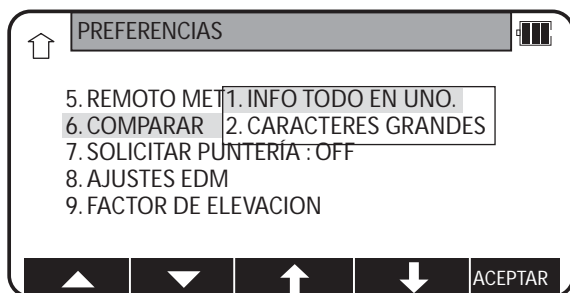 PREFERENCIAS
5. REMOTO MET
1. INFO TODO EN UNO.
6. COMPARAR
2. CARACTERES GRANDES
7. SOLICITAR PUNTERÍA : OFF
8. AJUSTES EDM
9. FACTOR DE ELEVACION
ACEPTAR